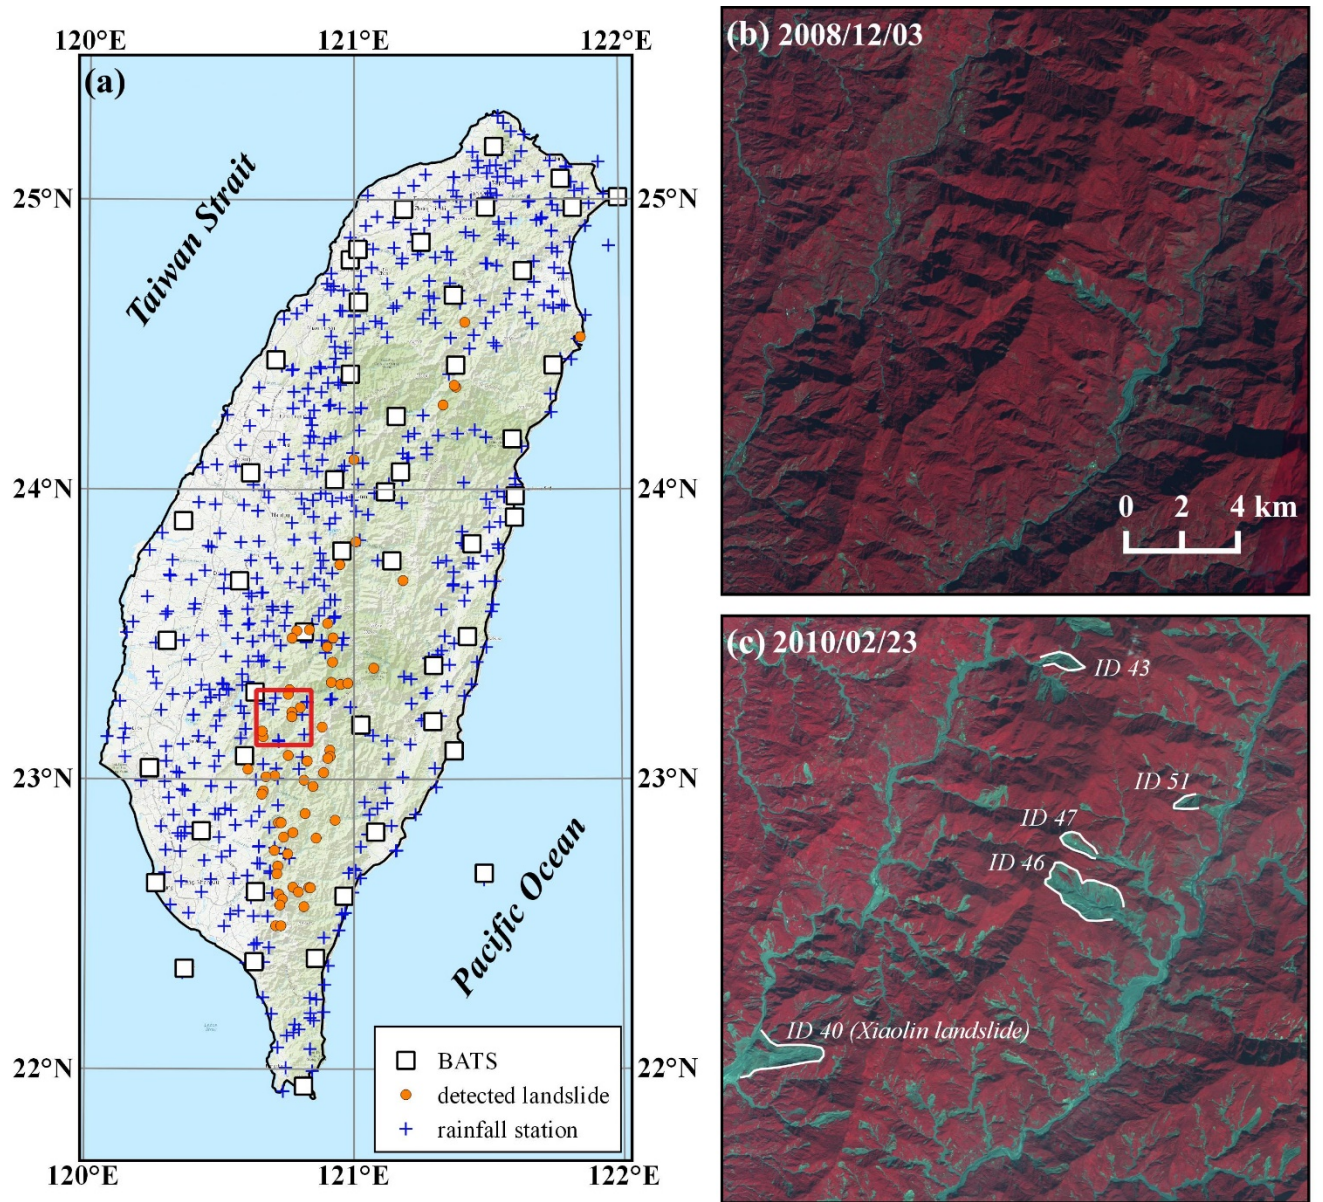 120°E 121°E 122°E
(a)
Taiwan Strait
25°N 25°N
24°N 24°N
23°N 23°N
22°N 22°N
Pacific Ocean
BATS
detected landslide
rainfall station
120°E 121°E 122°E
(b) 2008/12/03
0 2 4 km
(c) 2010/02/23
ID 43
ID 51
ID 47
ID 46
ID 40 (Xiaolin landslide)